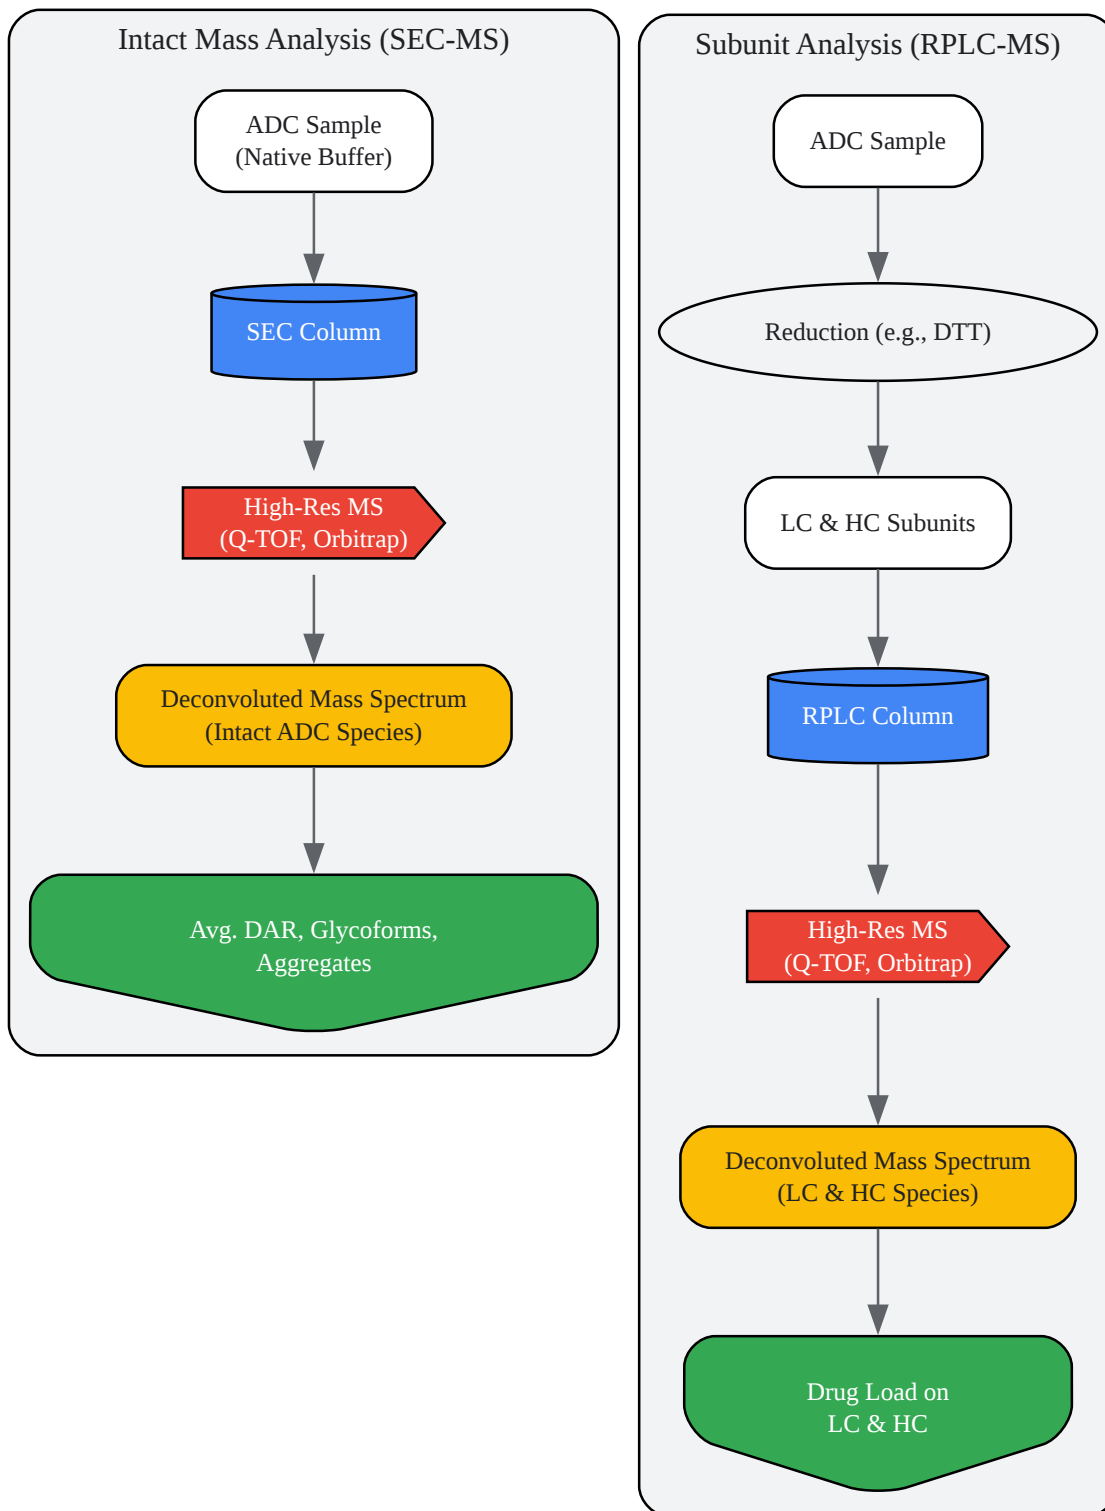 Intact Mass Analysis (SEC-MS)
ADC Sample
(Native Buffer)
SEC Column
High-Res MS
(Q-TOF, Orbitrap)
Deconvoluted Mass Spectrum
(Intact ADC Species)
Avg. DAR, Glycoforms,
Aggregates
Subunit Analysis (RPLC-MS)
ADC Sample
Reduction (e.g., DTT)
LC & HC Subunits
RPLC Column
High-Res MS
(Q-TOF, Orbitrap)
Deconvoluted Mass Spectrum
(LC & HC Species)
Drug Load on
LC & HC